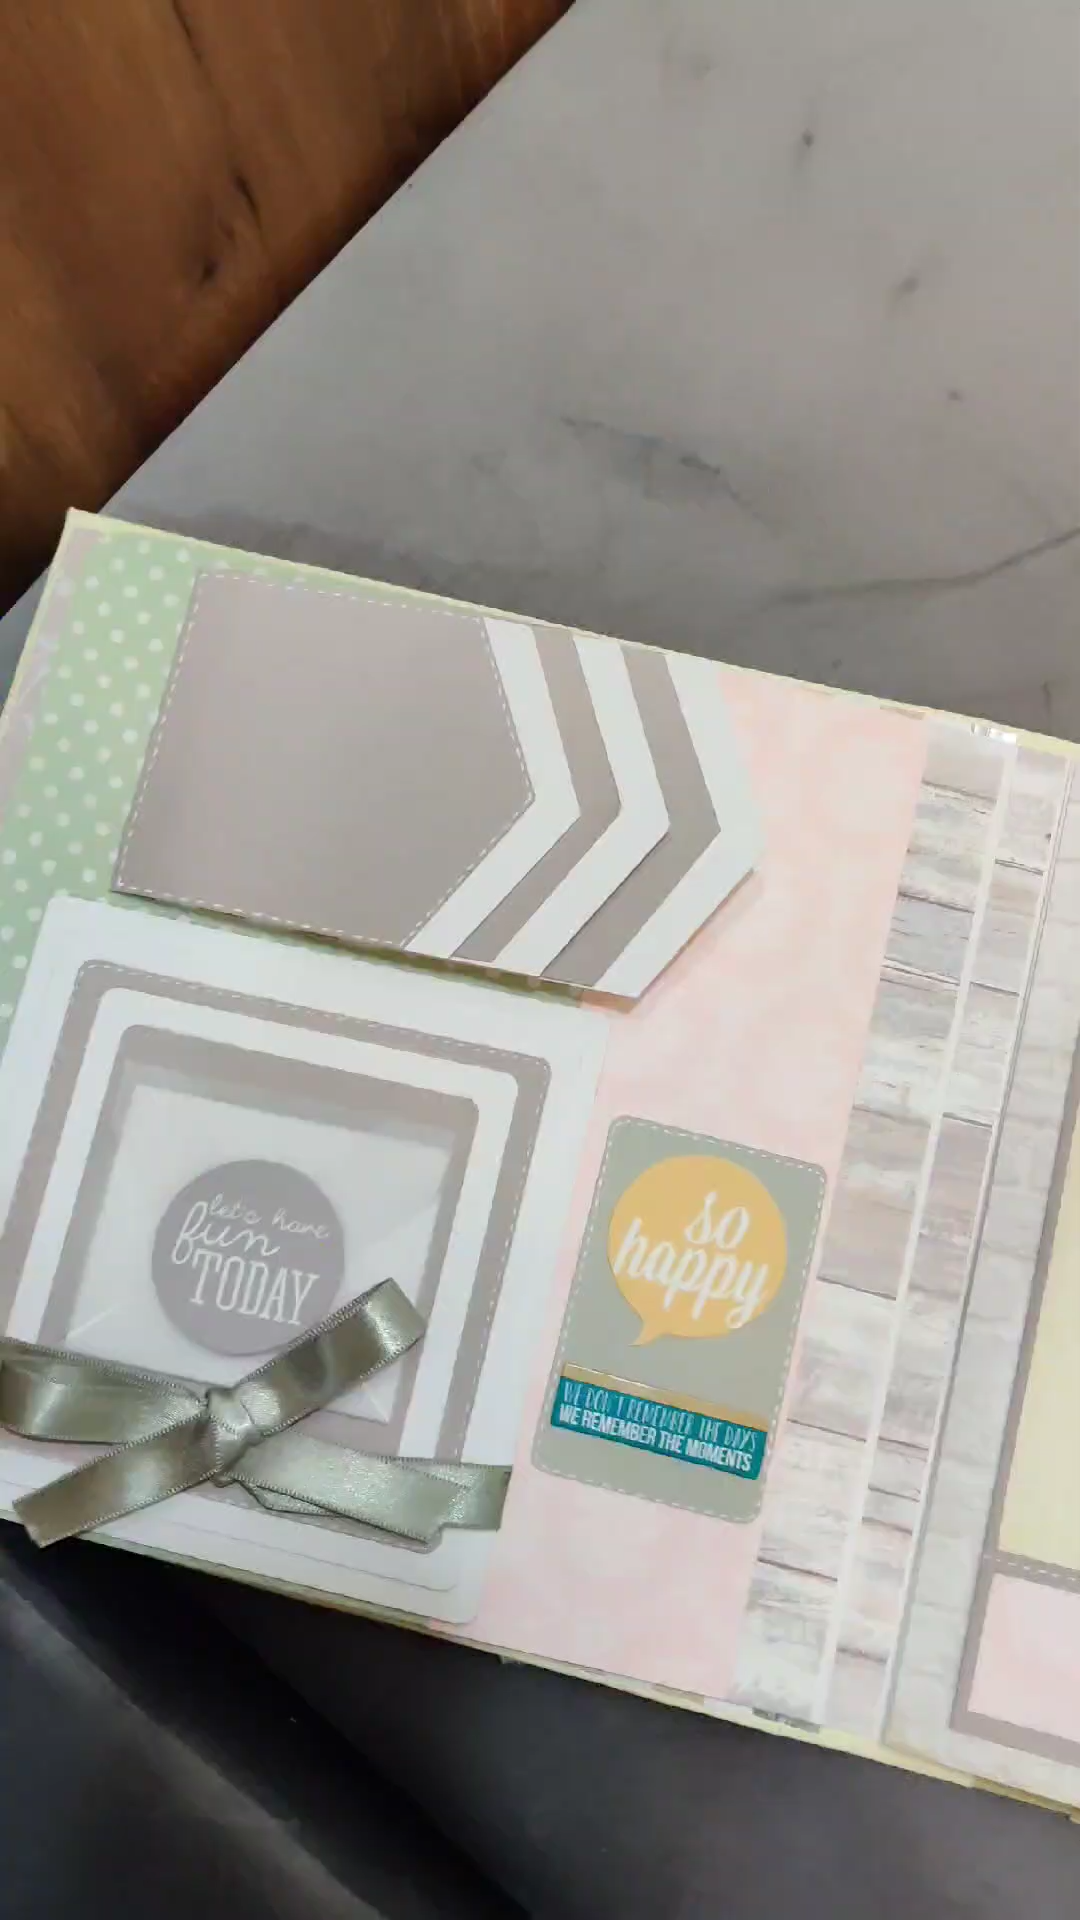 let's have
fun
TODAY
so
happy
WE DON'T REMEMBER THE DAYS
WE REMEMBER THE MOMENTS